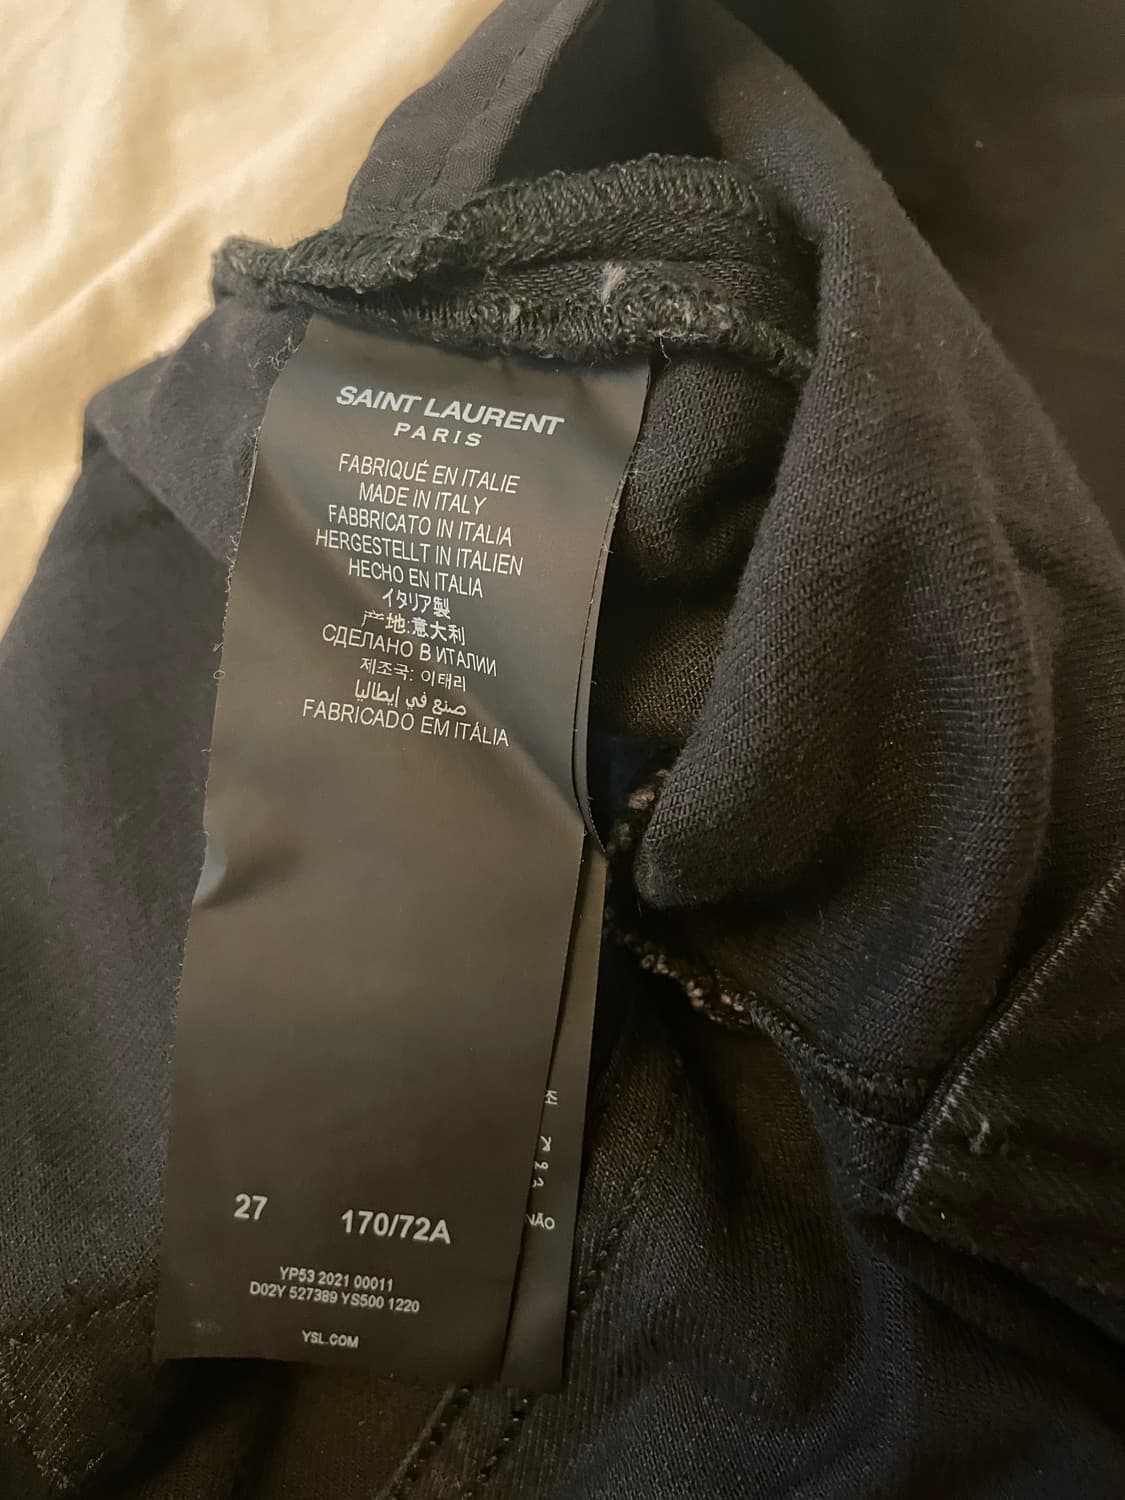 SAINT LAURENT
PARIS
FABRIQUÉ EN ITALIE
MADE IN ITALY
FABBRICATO IN ITALIA
HERGESTELLT IN ITALIEN
HECHO EN ITALIA
イタリア製
产地:意大利
СДЕЛАНО В ИТАЛИИ
제조국: 이태리
صنع في إيطاليا
FABRICADO EM ITÁLIA
27 170/72A
YP53 2021 00011
D02Y 527389 YS500 1220
YSL.COM
NÃO